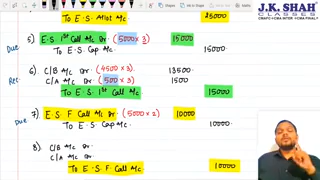 J.K. SHAH
CLASSES
To E.S. Allot A/c. 25000
Due
5) E.S. 1st Call A/c Dr. (5000×3) 15000
To E.S. Cap A/c. 15000
Rec.
6) C/B A/c Dr. (4500×3) 13500
C/A A/c Dr. (500×3) 1500
To E.S. 1st Call A/c. 15000
Due
7) E.S. F Call A/c Dr. (5000×2) 10000
To E.S. Cap A/c. 10000
8) C/B A/c Dr.
C/A A/c Dr.
To E.S. F Call A/c. 10000